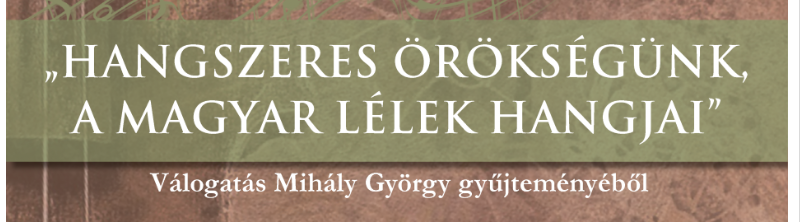 „HANGSZERES ÖRÖKSÉGÜNK,
A MAGYAR LÉLEK HANGJAI”
Válogatás Mihály György gyűjteményéből